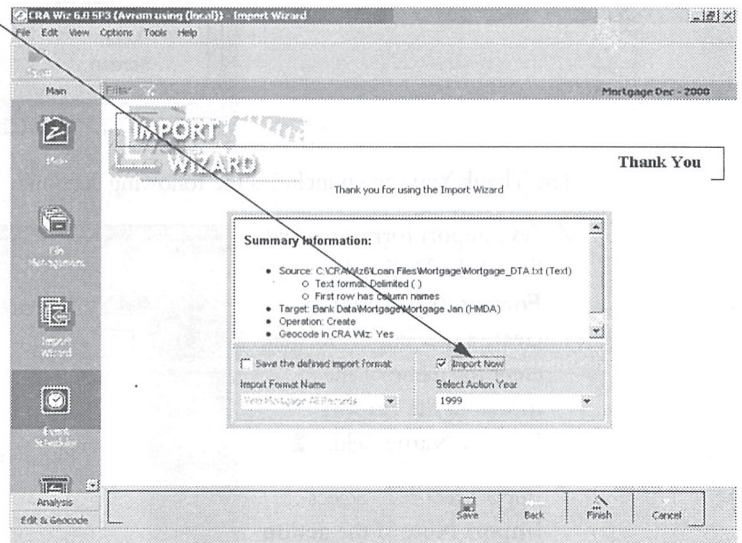 CRA Wiz 6.0 SP3 (Avram using (local)) - Import Wizard
File Edit View Options Tools Help
Main
Filter
Mortgage Dec - 2000
IMPORT
WIZARD
Thank You
Thank you for using the Import Wizard
Main
File
Management
Import
Wizard
Event
Scheduler
Summary Information:
• Source: C:\CRAWiz6\Loan Files\Mortgage\Mortgage_DTA.txt (Text)
○ Text format: Delimited ( )
○ First row has column names
• Target: Bank Data\Mortgage\Mortgage Jan (HMDA)
• Operation: Create
• Geocode in CRA Wiz: Yes
Save the defined import format
Import Now
Import Format Name
Select Action Year
Mortgage All Records
1999
Analysis
Edit & Geocode
Save Back Finish Cancel